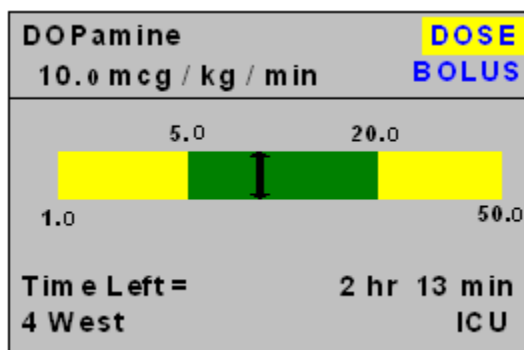 DOPamine DOSE
10.0 mcg / kg / min BOLUS
5.0 20.0
1.0 50.0
Time Left= 2 hr 13 min
4 West ICU